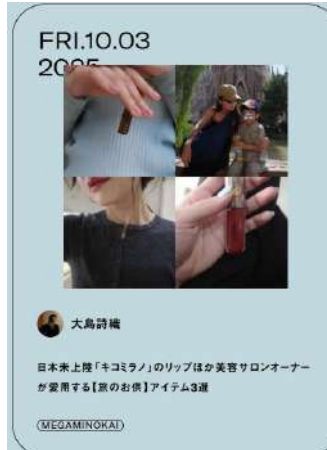 FRI.10.03
2025
大島詩織
日本未上陸「キコミラノ」のリップほか美容サロンオーナー
が愛用する【旅のお供】アイテム3選
MEGAMINOKAI